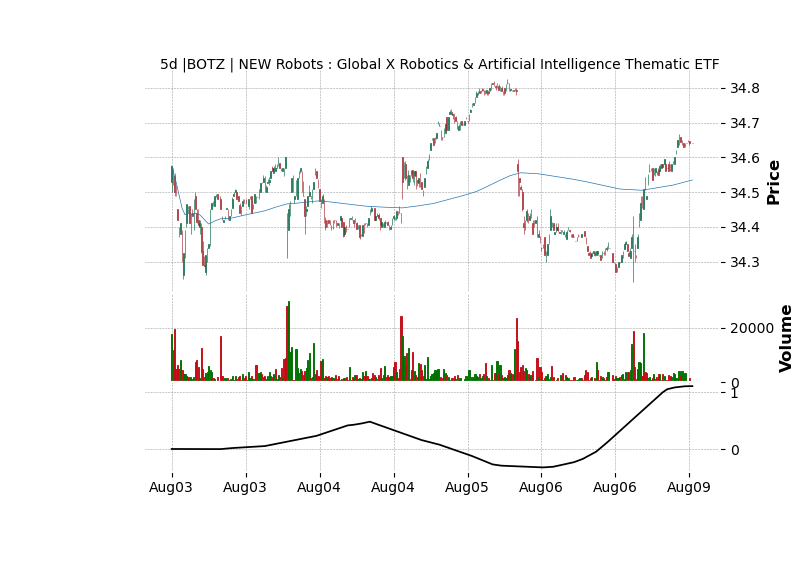 5d |BOTZ | NEW Robots : Global X Robotics & Artificial Intelligence Thematic ETF
34.8
34.7
34.6
34.5
34.4
34.3
Price
20000
0
Volume
1
0
Aug03 Aug03 Aug04 Aug04 Aug05 Aug06 Aug06 Aug09